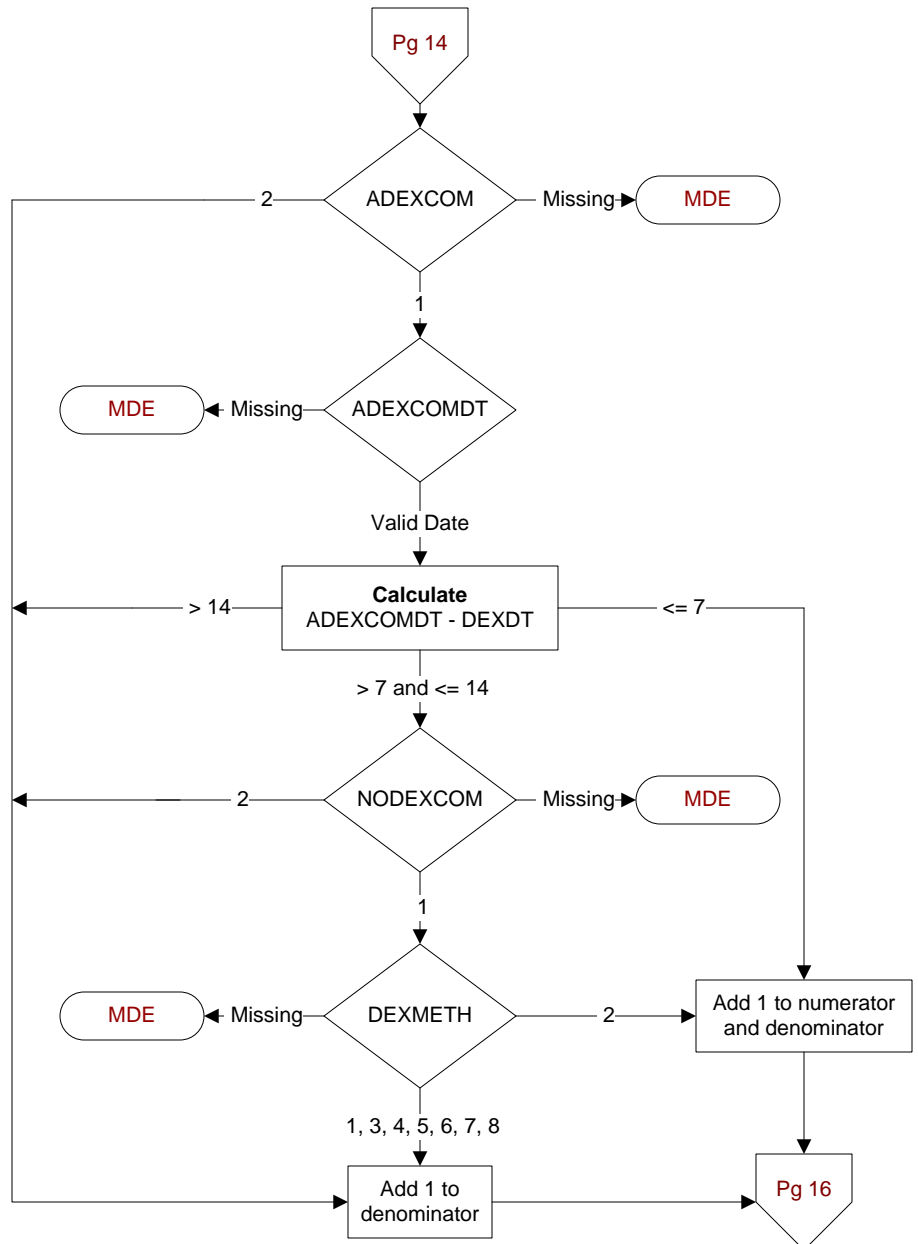 Pg 14
ADEXCOM
2
Missing
MDE
1
ADEXCOMDT
Missing
MDE
Valid Date
Calculate
ADEXCOMDT - DEXDT
> 14
<= 7
> 7 and <= 14
NODEXCOM
2
Missing
MDE
1
DEXMETH
Missing
MDE
2
Add 1 to numerator
and denominator
1, 3, 4, 5, 6, 7, 8
Add 1 to
denominator
Pg 16